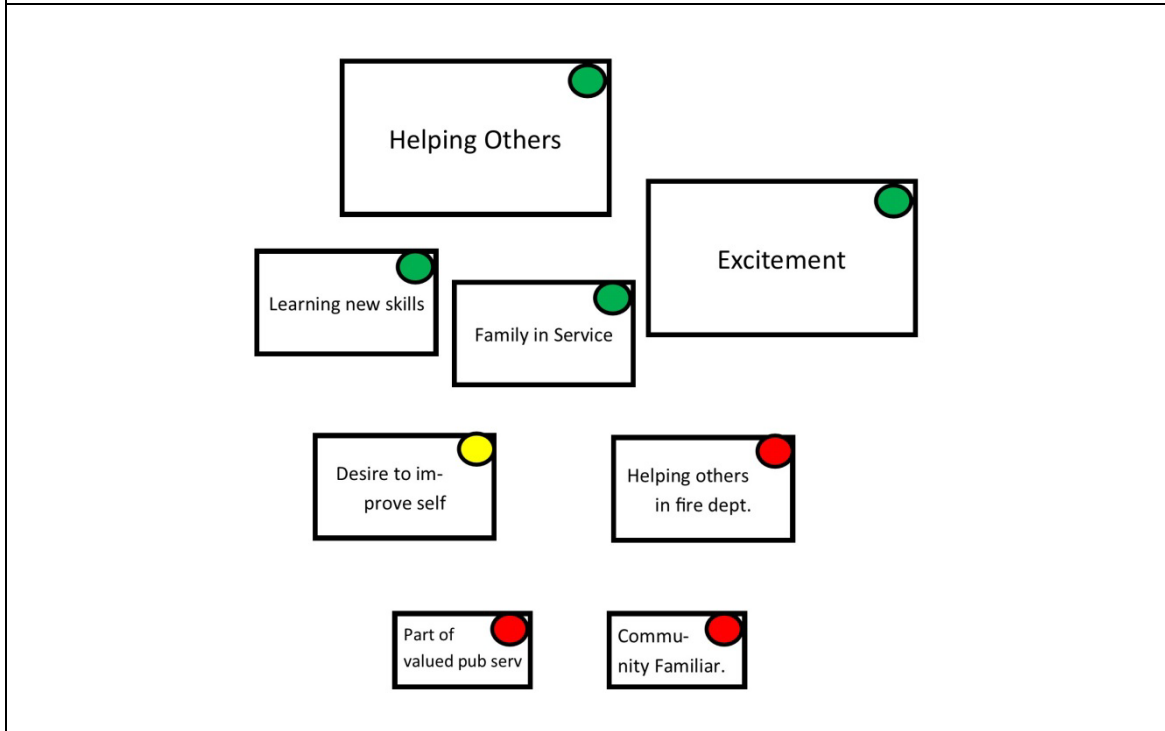 Helping Others
Excitement
Learning new skills
Family in Service
Desire to im-
prove self
Helping others
in fire dept.
Part of
valued pub serv
Commu-
nity Familiar.